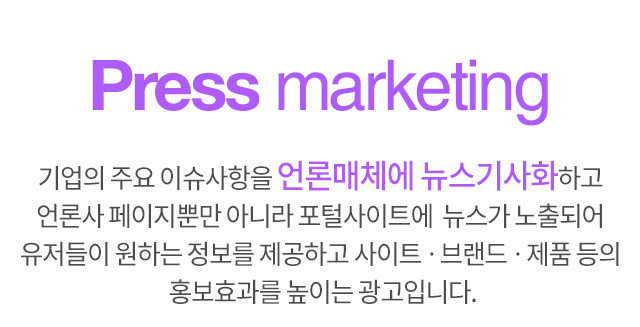 Press marketing
기업의 주요 이슈사항을 언론매체에 뉴스기사화하고
언론사 페이지뿐만 아니라 포털사이트에 뉴스가 노출되어
유저들이 원하는 정보를 제공하고 사이트 · 브랜드 · 제품 등의
홍보효과를 높이는 광고입니다.